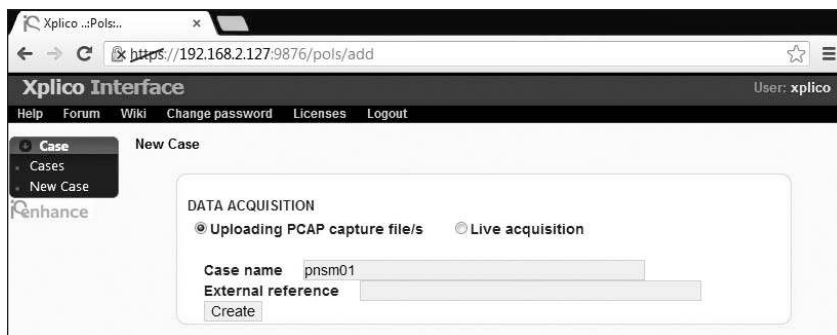 Xplico ..:Pols:..
https://192.168.2.127:9876/pols/add
Xplico Interface
User: xplico
Help Forum Wiki Change password Licenses Logout
Case
Cases
New Case
New Case
DATA ACQUISITION
Uploading PCAP capture file/s Live acquisition
Case name pnsm01
External reference
Create